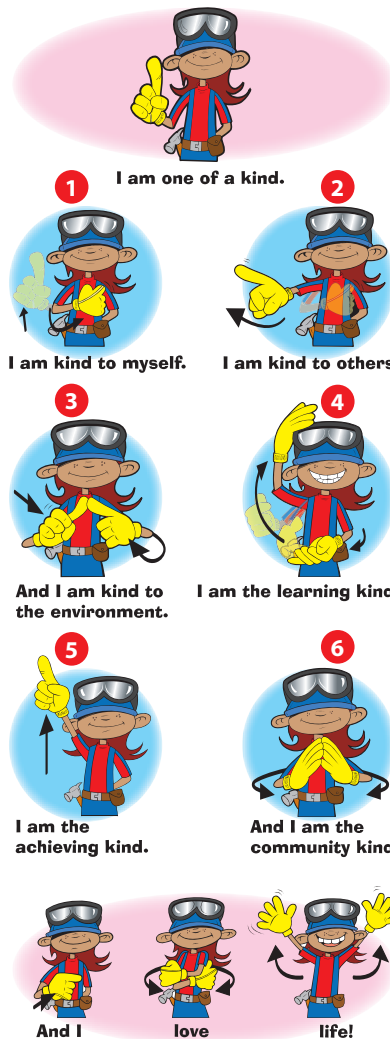 I am one of a kind.
1
2
I am kind to myself.
I am kind to others
3
4
And I am kind to
the environment.
I am the learning kind
5
6
I am the
achieving kind.
And I am the
community kind
And I
love
life!